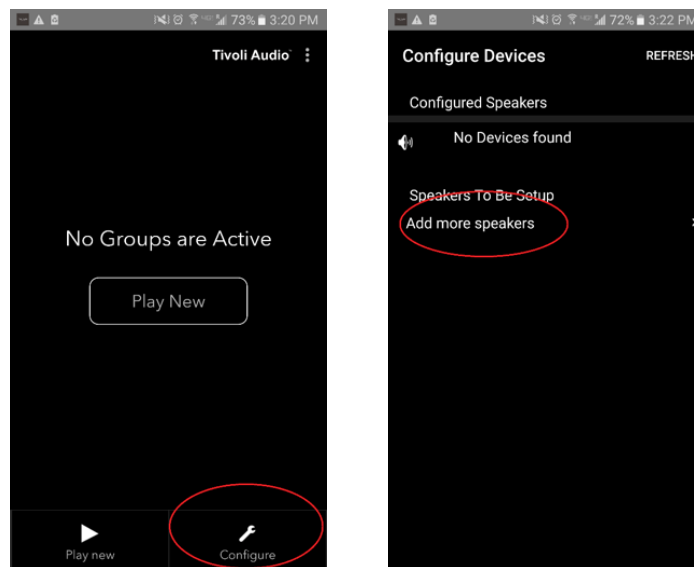 73% 3:20 PM
Tivoli Audio
No Groups are Active
Play New
Play new
Configure
72% 3:22 PM
Configure Devices
REFRESH
Configured Speakers
No Devices found
Speakers To Be Setup
Add more speakers